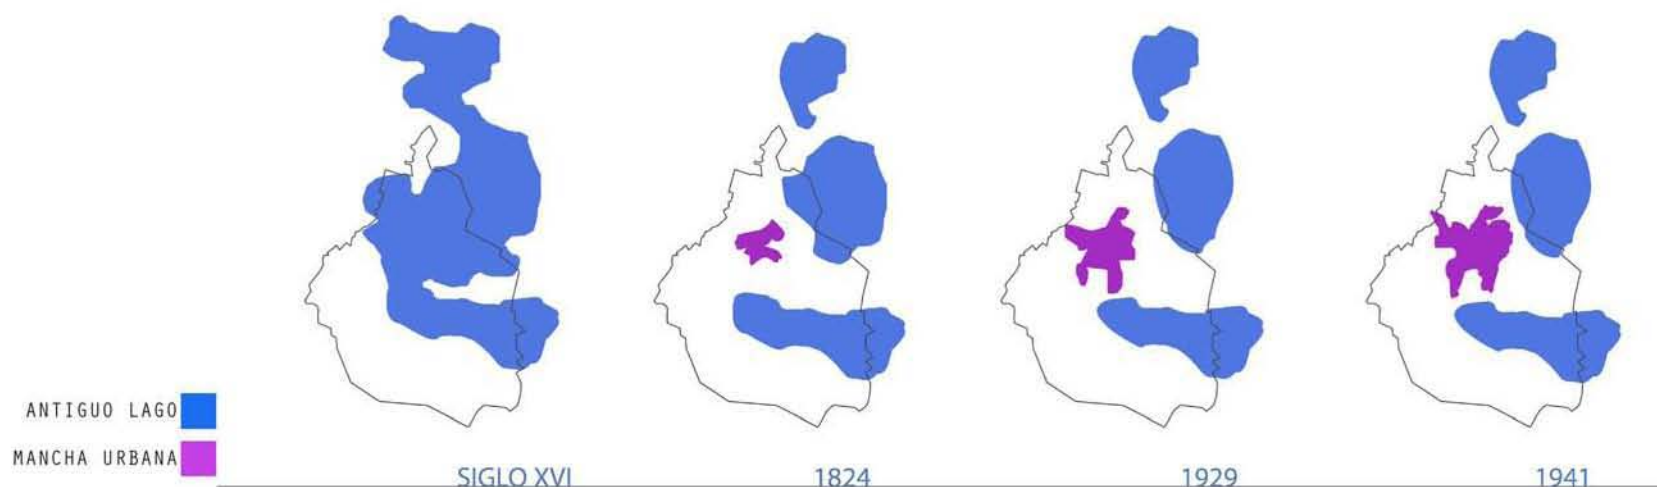 ANTIGUO LAGO
MANCHA URBANA
SIGLO XVI
1824
1929
1941